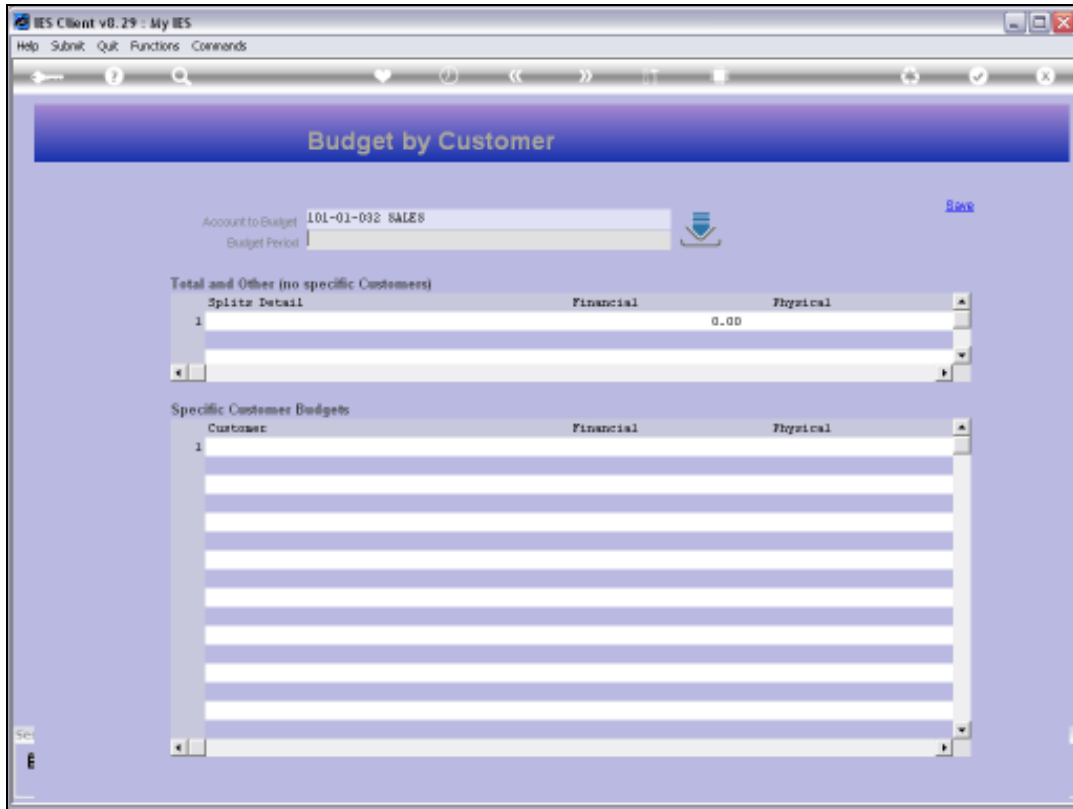 IES Client v8.29 : My IES
Help Submit Quit Functions Commands
Budget by Customer
Save
Account to Budget 101-01-032 SALES
Budget Period
Total and Other (no specific Customers)
Splits Detail Financial Physical
1 0.00
Specific Customer Budgets
Customer Financial Physical
1